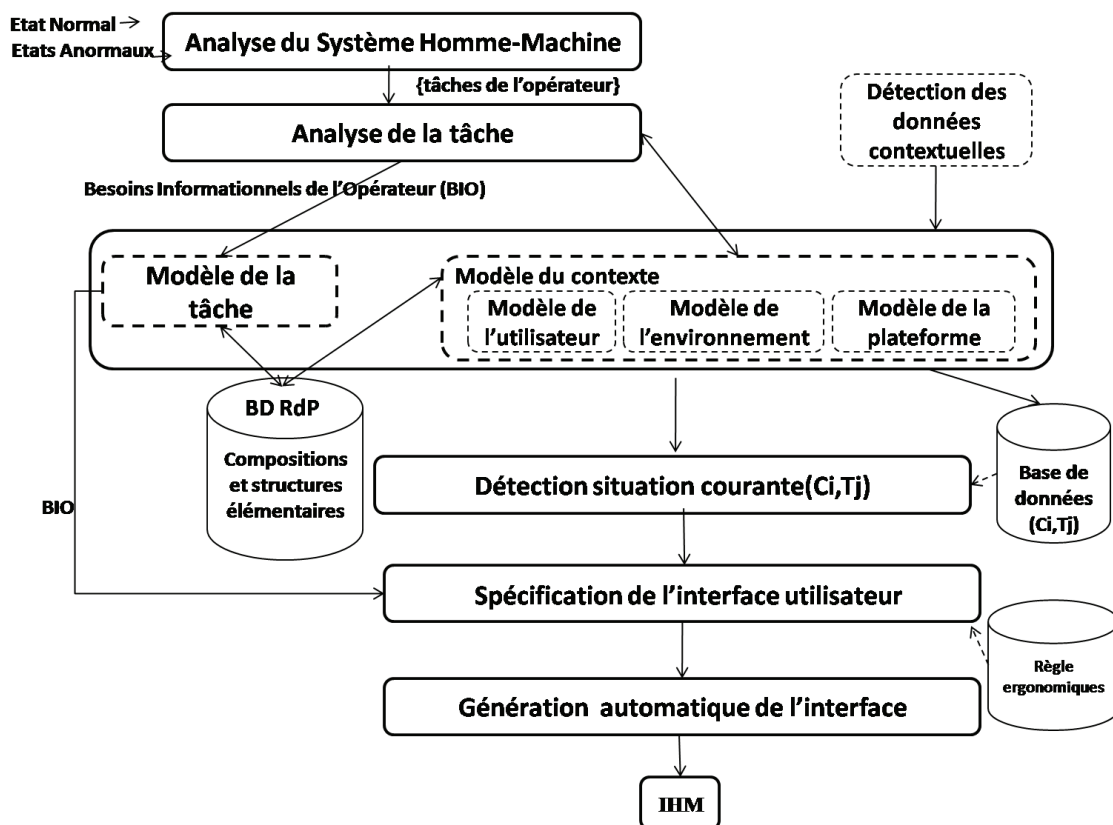 Etat Normal
Etats Anormaux
Analyse du Système Homme-Machine
{tâches de l'opérateur}
Analyse de la tâche
Détection des
données
contextuelles
Besoins Informationnels de l'Opérateur (BIO)
Modèle de la
tâche
Modèle du contexte
Modèle de
l'utilisateur
Modèle de
l'environnement
Modèle de la
plateforme
BD RdP
Compositions
et structures
élémentaires
Détection situation courante(Ci,Tj)
Base de
données
(Ci,Tj)
BIO
Spécification de l'interface utilisateur
Règle
ergonomiques
Génération automatique de l'interface
IHM